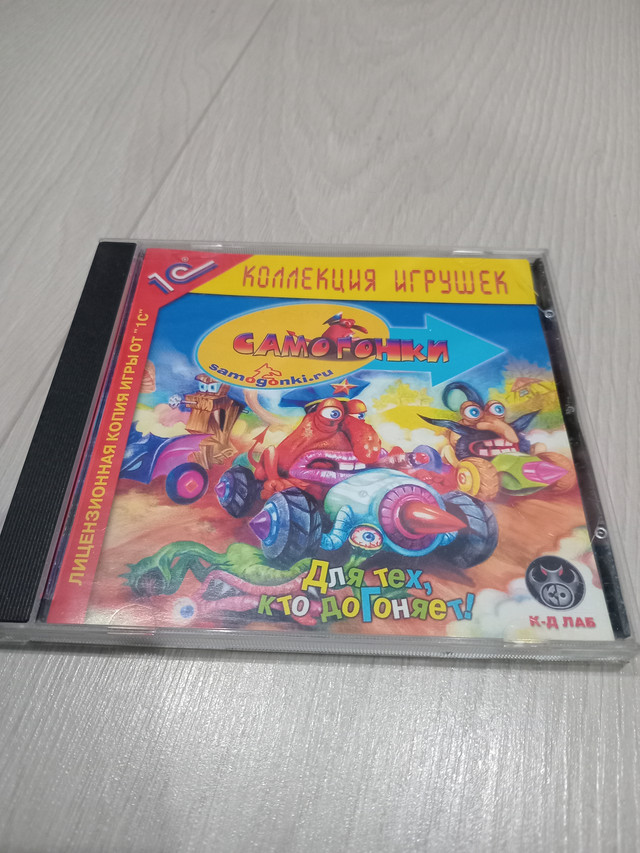 1С®
КОЛЛЕКЦИЯ ИГРУШЕК
ЛИЦЕНЗИОННАЯ КОПИЯ ИГРЫ ОТ "1С"
САМОГОНКИ
samogonki.ru
Для тех,
кто доГоняет!
К-Д ЛАБ